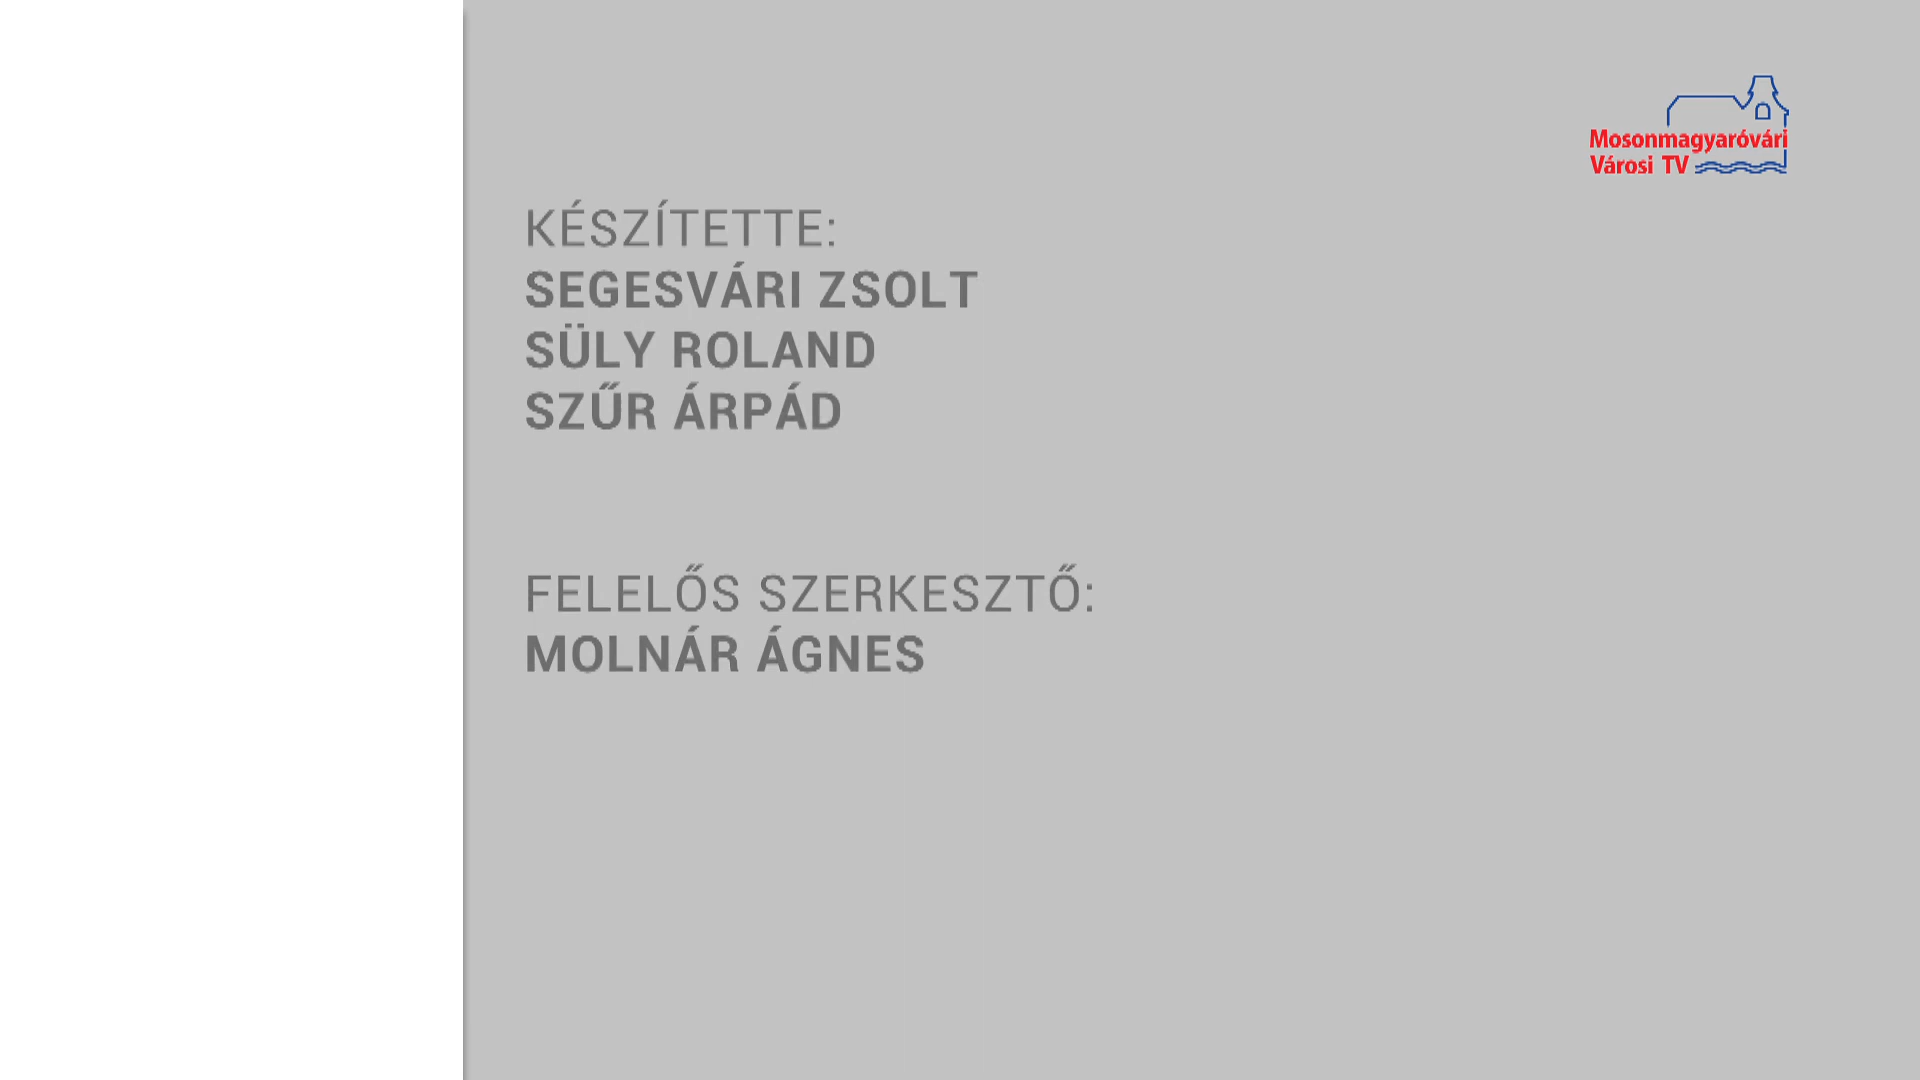 Mosonmagyaróvári
Városi TV
KÉSZÍTETTE:
SEGESVÁRI ZSOLT
SÜLY ROLAND
SZŰR ÁRPÁD
FELELŐS SZERKESZTŐ:
MOLNÁR ÁGNES